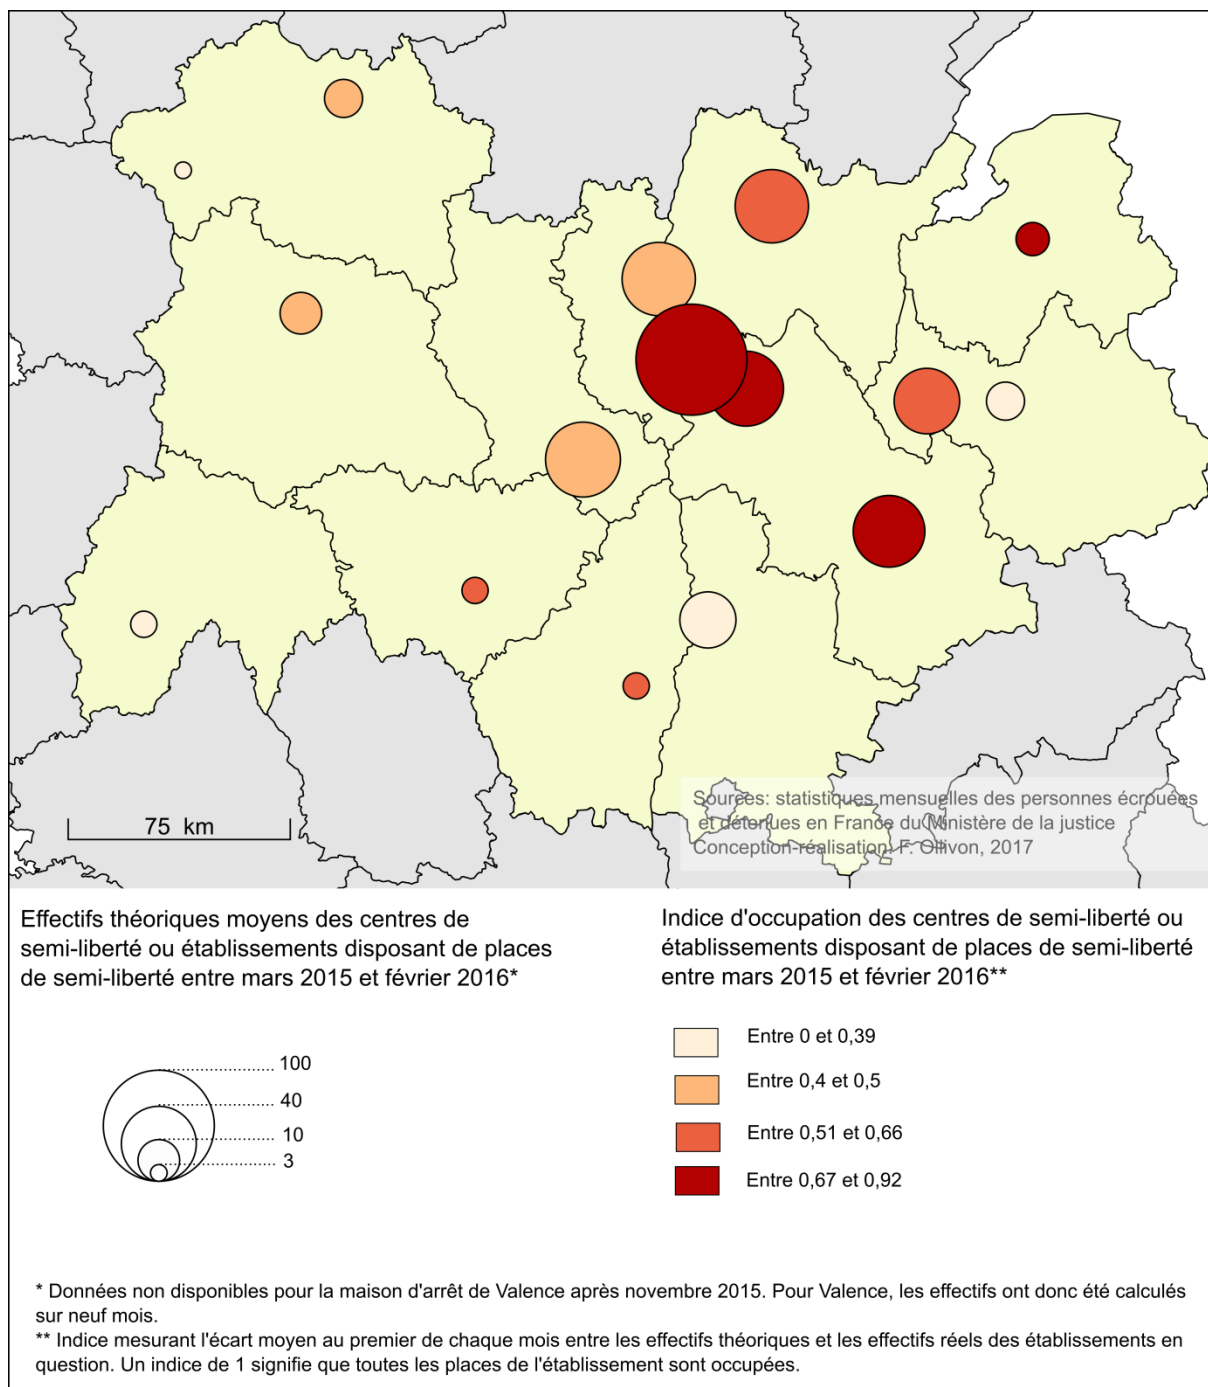 Sources: statistiques mensuelles des personnes écrouées
et détenues en France du Ministère de la justice
Conception-réalisation: F. Ollivon, 2017
75 km
Effectifs théoriques moyens des centres de
semi-liberté ou établissements disposant de places
de semi-liberté entre mars 2015 et février 2016*
100
40
10
3
Indice d'occupation des centres de semi-liberté ou
établissements disposant de places de semi-liberté
entre mars 2015 et février 2016**
Entre 0 et 0,39
Entre 0,4 et 0,5
Entre 0,51 et 0,66
Entre 0,67 et 0,92
* Données non disponibles pour la maison d'arrêt de Valence après novembre 2015. Pour Valence, les effectifs ont donc été calculés
sur neuf mois.
** Indice mesurant l'écart moyen au premier de chaque mois entre les effectifs théoriques et les effectifs réels des établissements en
question. Un indice de 1 signifie que toutes les places de l'établissement sont occupées.